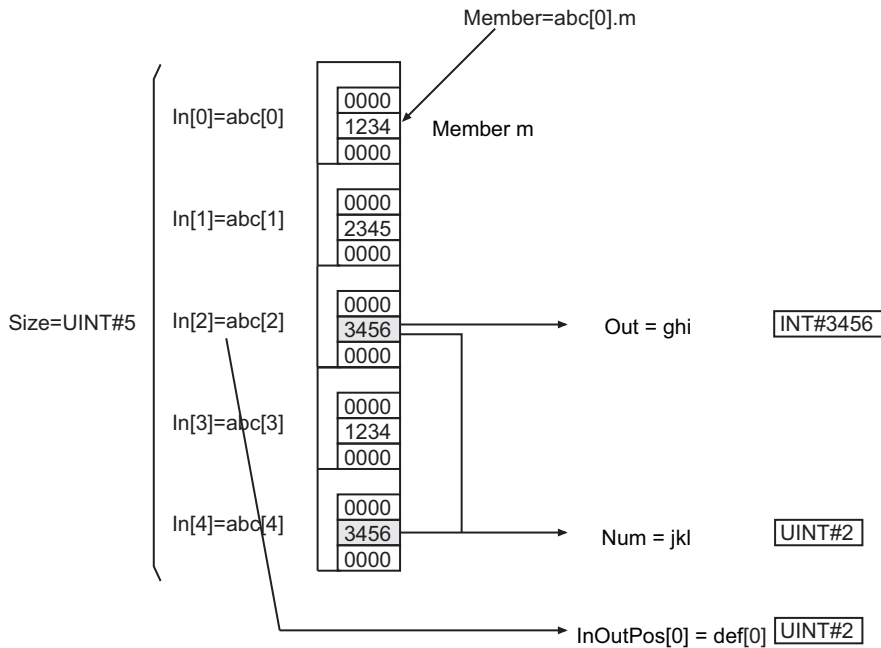 Member=abc[0].m
In[0]=abc[0]
0000
1234
0000
Member m
In[1]=abc[1]
0000
2345
0000
Size=UINT#5
In[2]=abc[2]
0000
3456
0000
Out = ghi
INT#3456
In[3]=abc[3]
0000
1234
0000
In[4]=abc[4]
0000
3456
0000
Num = jkl
UINT#2
InOutPos[0] = def[0]
UINT#2